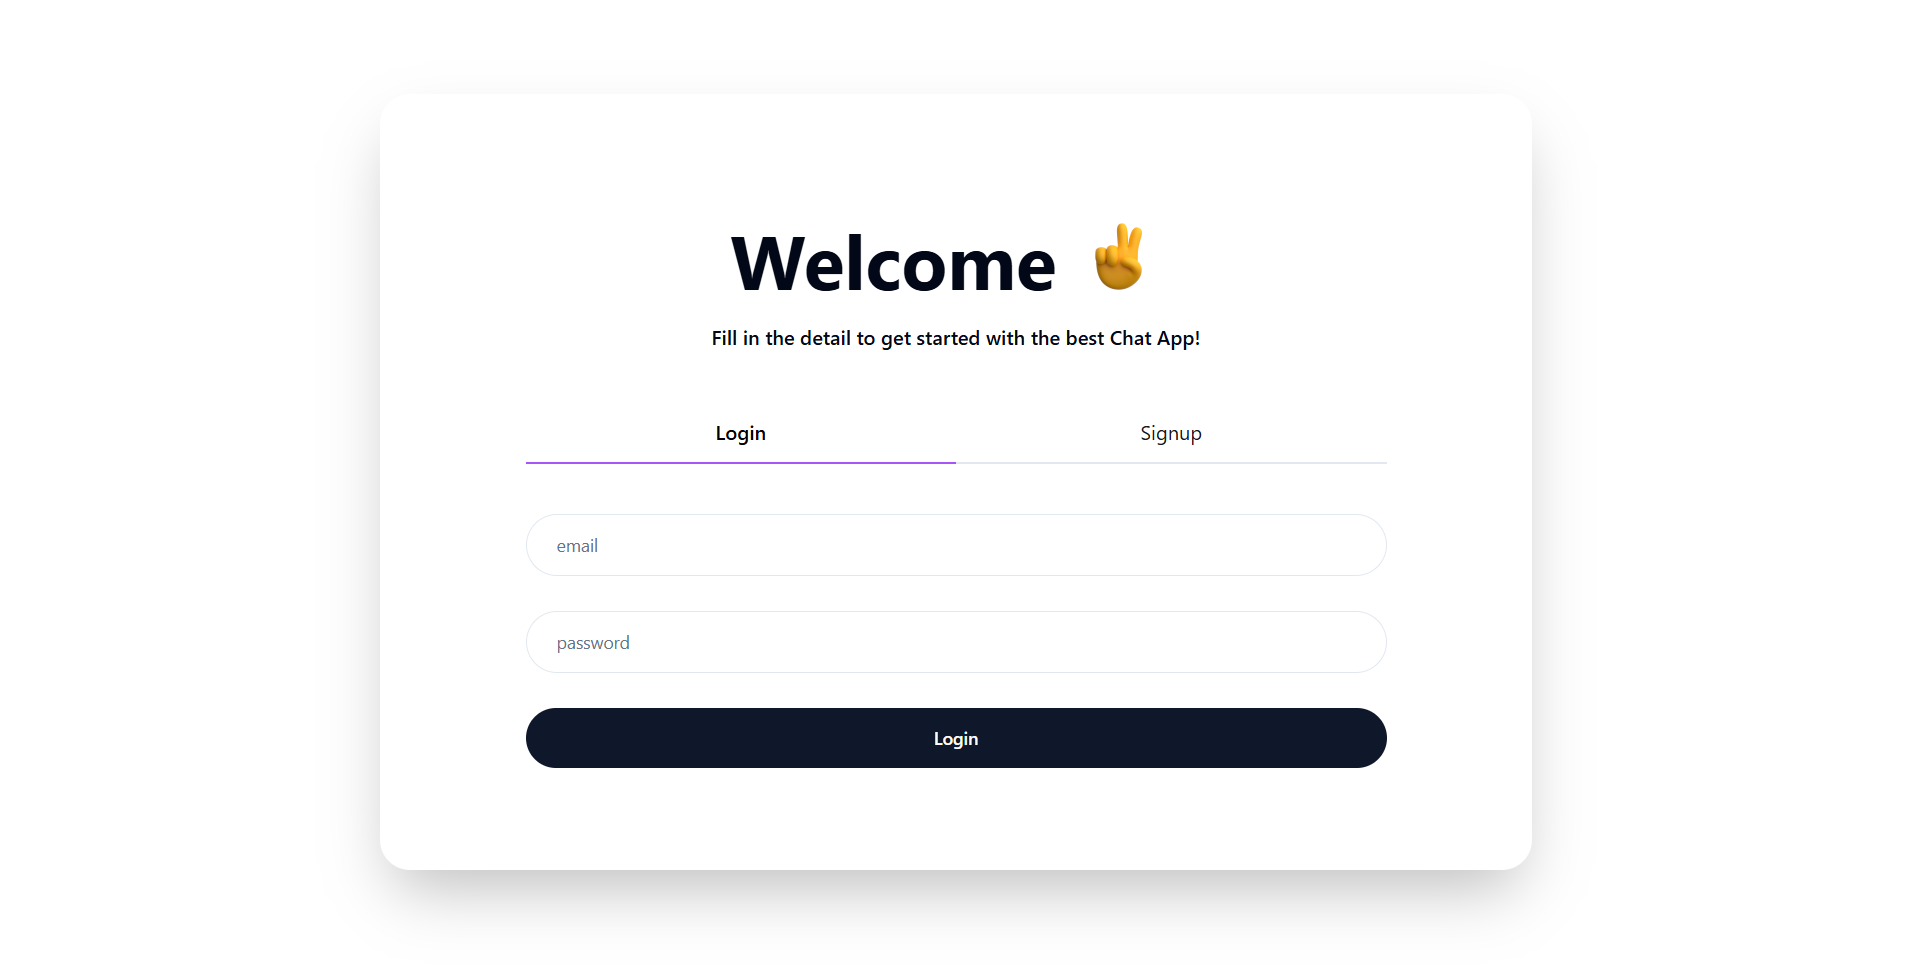 Welcome ✌
Fill in the detail to get started with the best Chat App!
Login
Signup
email
password
Login